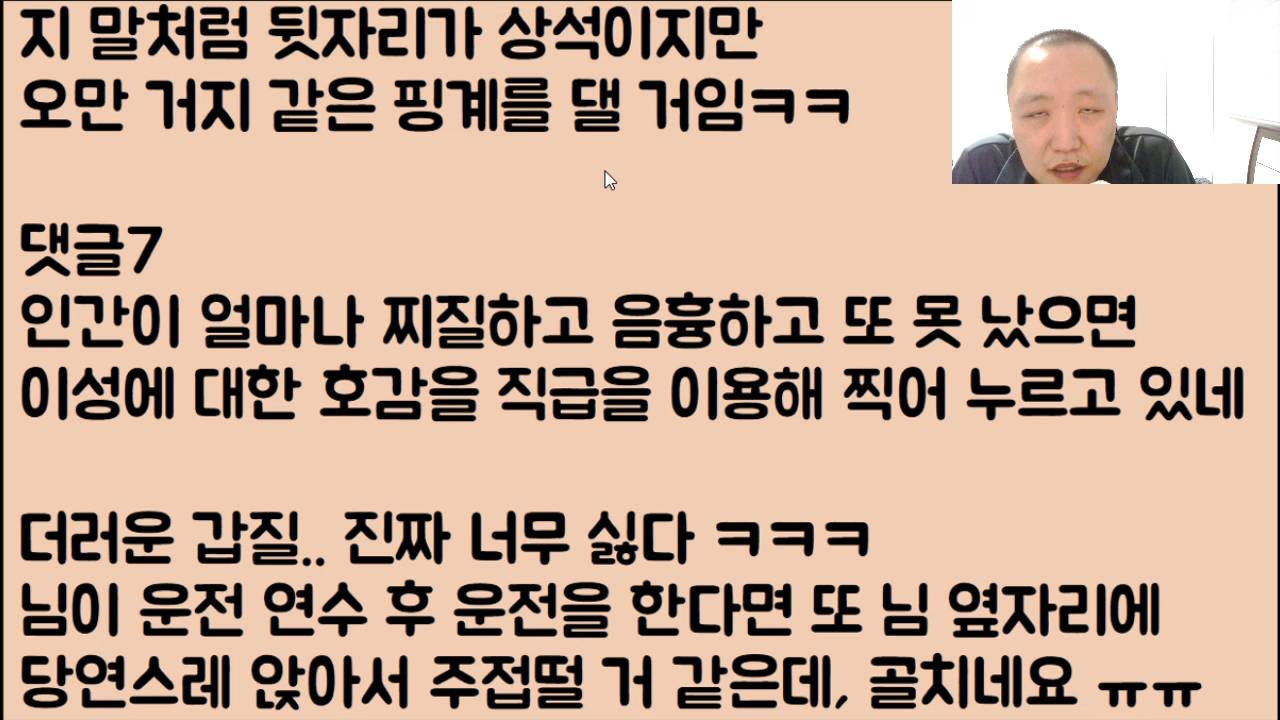 지 말처럼 뒷자리가 상석이지만
오만 거지 같은 핑계를 댈 거임ㅋㅋ
댓글7
인간이 얼마나 찌질하고 음흉하고 또 못 났으면
이성에 대한 호감을 직급을 이용해 찍어 누르고 있네
더러운 갑질.. 진짜 너무 싫다 ㅋㅋㅋ
님이 운전 연수 후 운전을 한다면 또 님 옆자리에
당연스레 앉아서 주접떨 거 같은데, 골치네요 ㅠㅠ